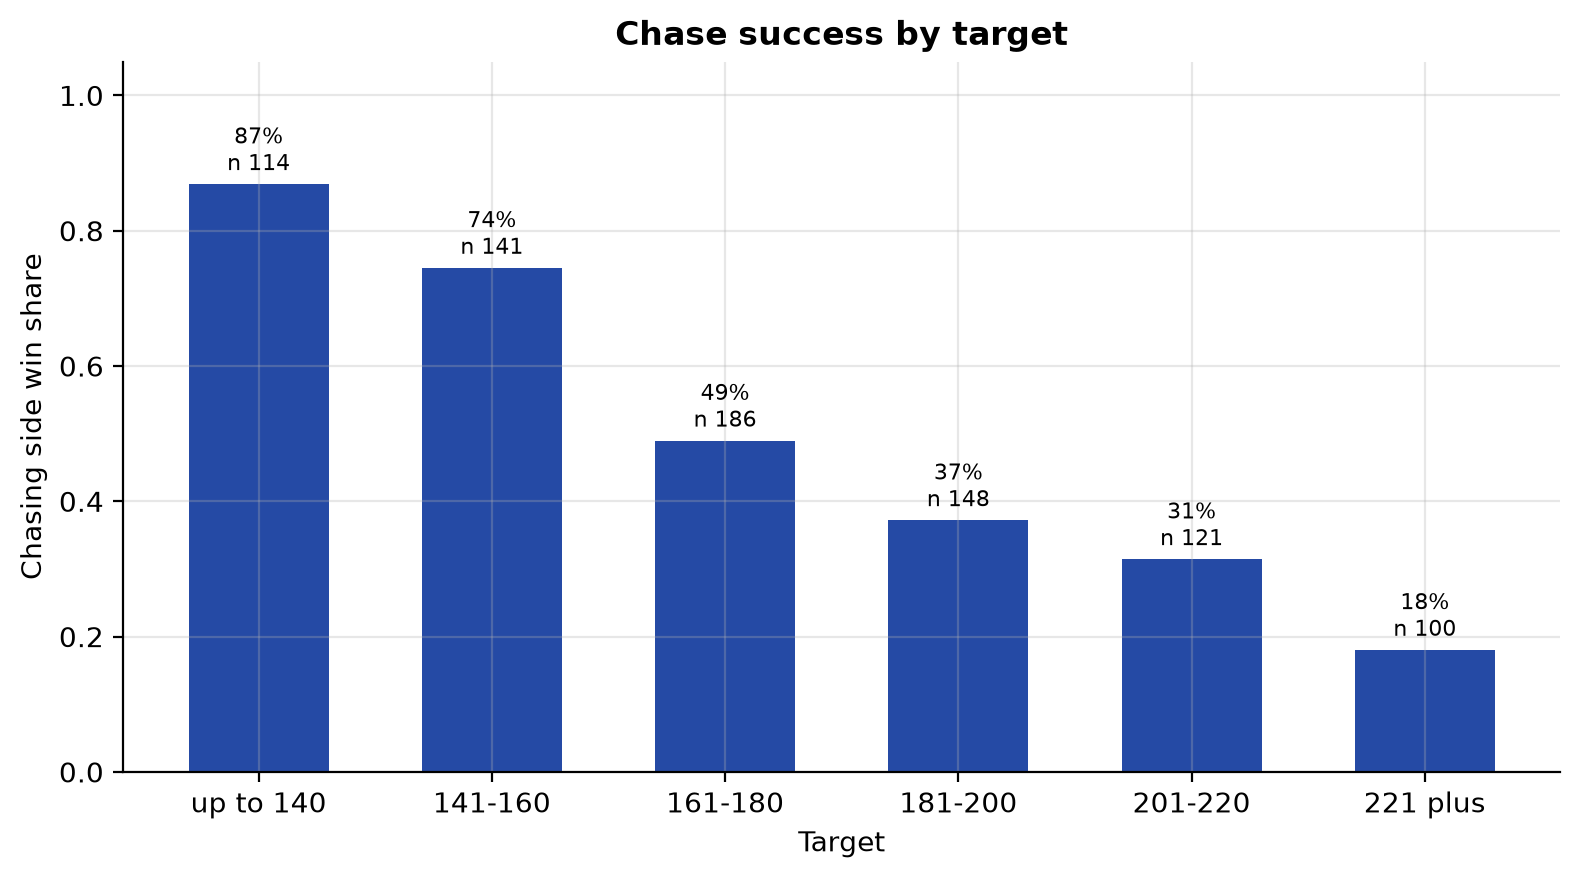 Chase success by target
Chasing side win share
1.0
0.8
0.6
0.4
0.2
0.0
87%
n 114
74%
n 141
49%
n 186
37%
n 148
31%
n 121
18%
n 100
up to 140
141-160
161-180
181-200
201-220
221 plus
Target